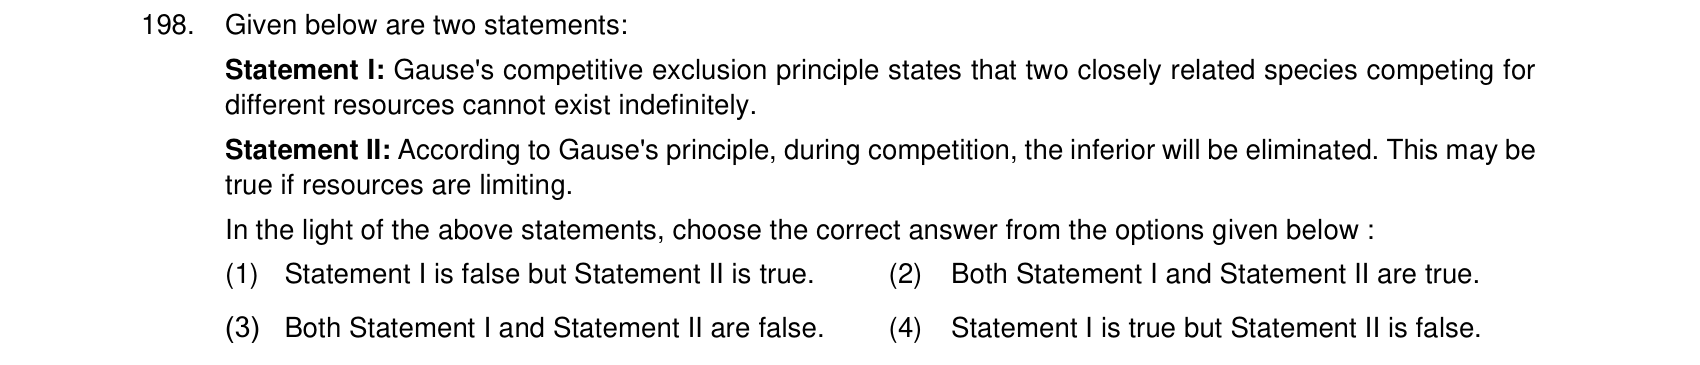 198. Given below are two statements:
Statement I: Gause's competitive exclusion principle states that two closely related species competing for
different resources cannot exist indefinitely.
Statement II: According to Gause's principle, during competition, the inferior will be eliminated. This may be
true if resources are limiting.
In the light of the above statements, choose the correct answer from the options given below :
(1) Statement I is false but Statement II is true. (2) Both Statement I and Statement II are true.
(3) Both Statement I and Statement II are false. (4) Statement I is true but Statement II is false.